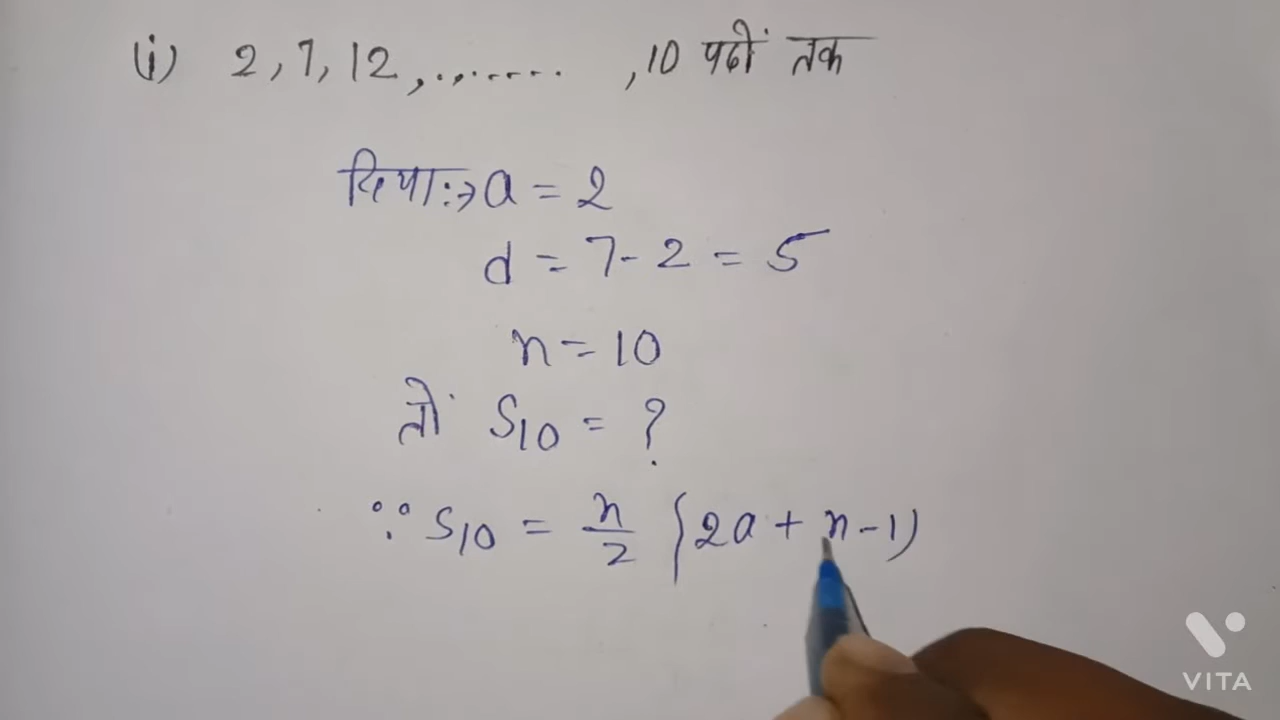 (i) 2, 7, 12, ........., 10 पदों तक
दिया :→ a = 2
d = 7 - 2 = 5
n = 10
तों S10 = ?
∵ S10 = n/2 {2a + n - 1)
VITA